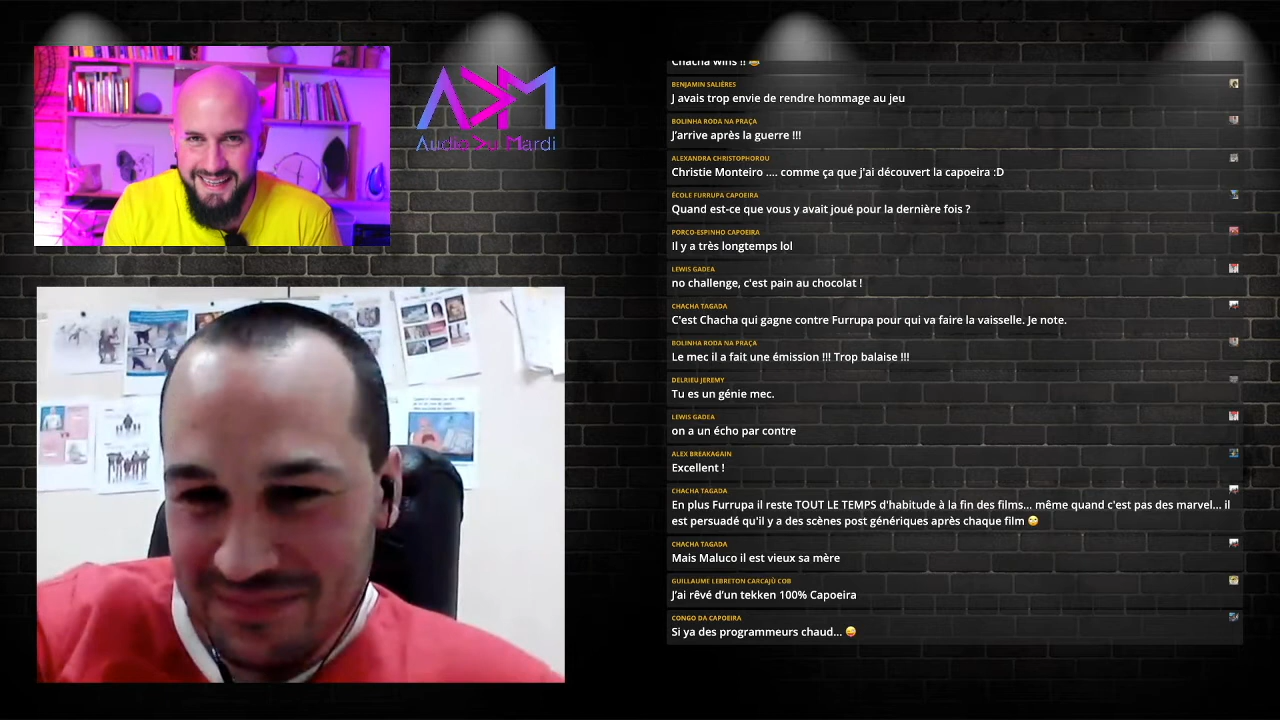 ADM
Audio Du Mardi
Chacha wins !! 😂
BENJAMIN SALIÈRES
J avais trop envie de rendre hommage au jeu
BOLINHA RODA NA PRAÇA
J’arrive après la guerre !!!
ALEXANDRA CHRISTOPHOROU
Christie Monteiro .... comme ça que j'ai découvert la capoeira :D
ÉCOLE FURRUPA CAPOEIRA
Quand est-ce que vous y avait joué pour la dernière fois ?
PORCO-ESPINHO CAPOEIRA
Il y a très longtemps lol
LEWIS GADEA
no challenge, c'est pain au chocolat !
CHACHA TAGADA
C'est Chacha qui gagne contre Furrupa pour qui va faire la vaisselle. Je note.
BOLINHA RODA NA PRAÇA
Le mec il a fait une émission !!! Trop balaise !!!
DELRIEU JEREMY
Tu es un génie mec.
LEWIS GADEA
on a un écho par contre
ALEX BREAKAGAIN
Excellent !
CHACHA TAGADA
En plus Furrupa il reste TOUT LE TEMPS d'habitude à la fin des films... même quand c'est pas des marvel... il
est persuadé qu'il y a des scènes post génériques après chaque film 🙄
CHACHA TAGADA
Mais Maluco il est vieux sa mère
GUILLAUME LEBRETON CARCAJÙ COB
J’ai rêvé d’un tekken 100% Capoeira
CONGO DA CAPOEIRA
Si ya des programmeurs chaud... 😜